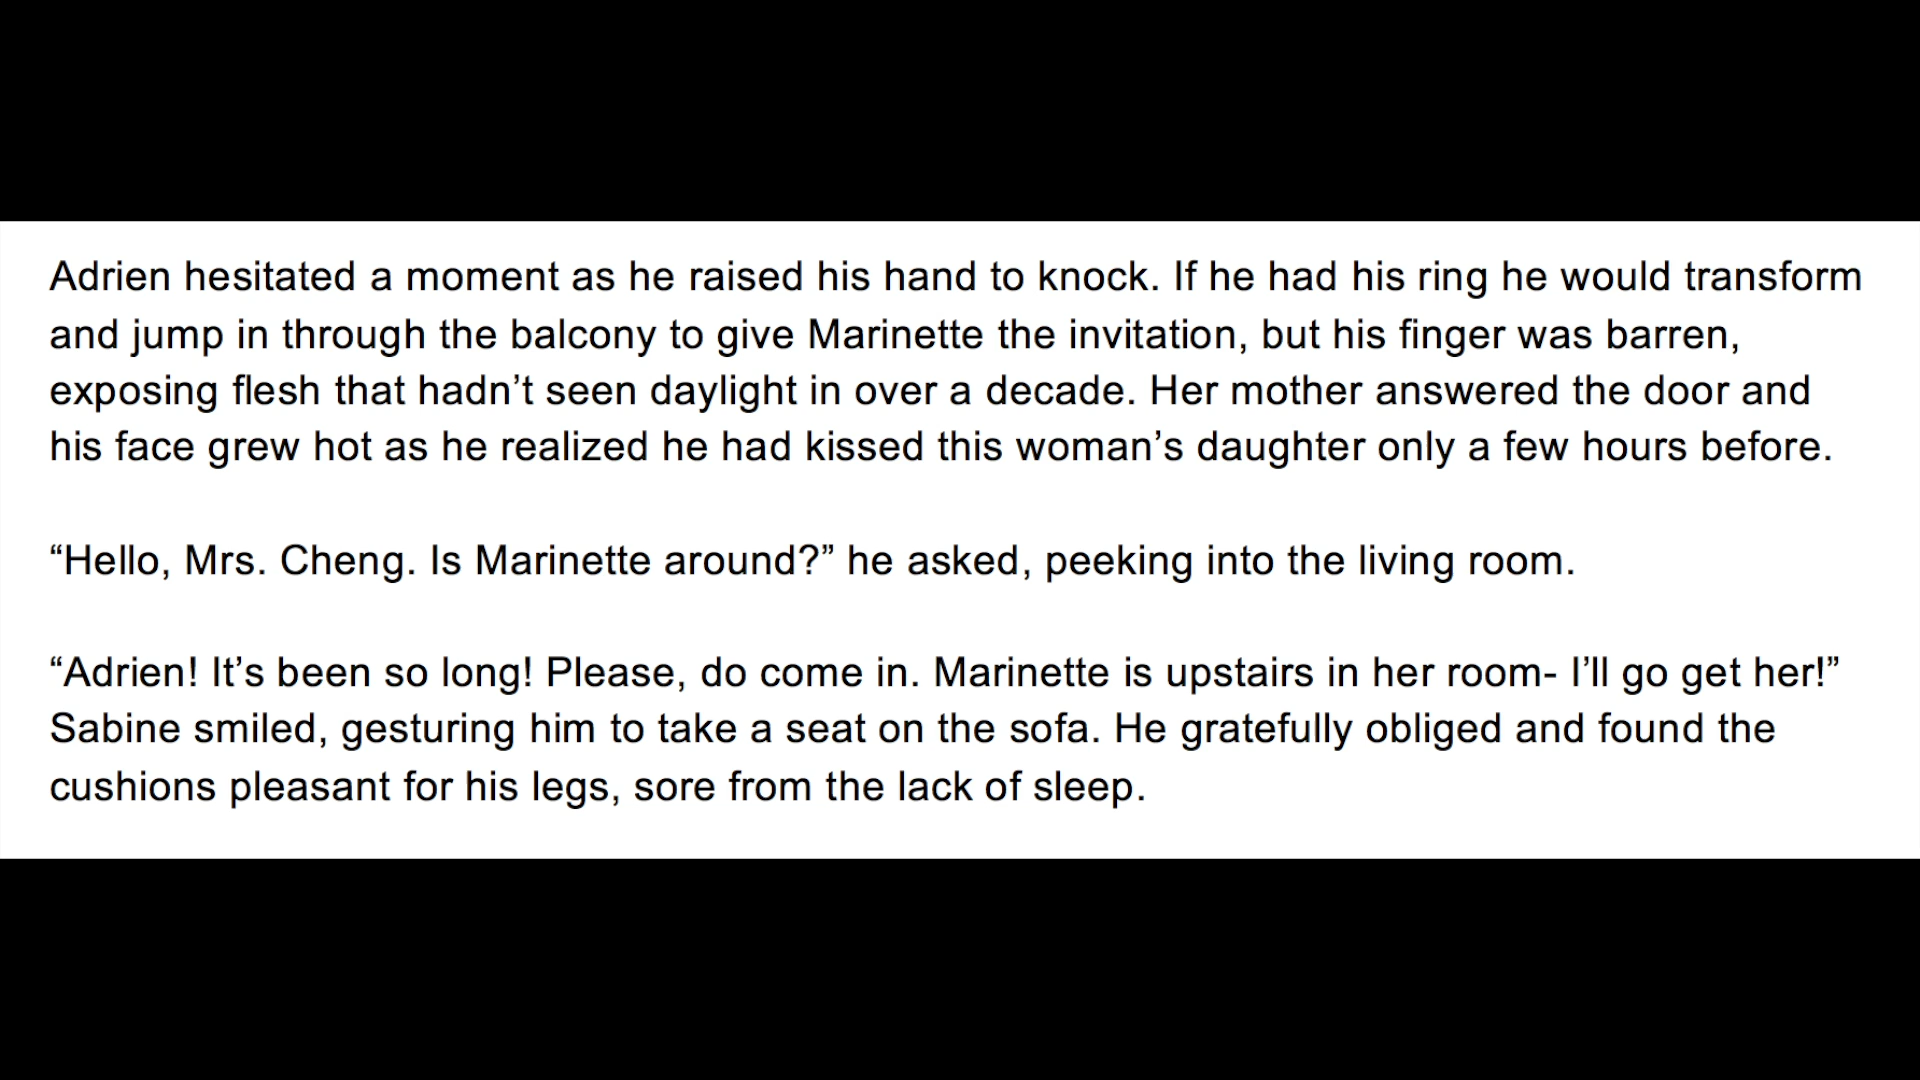 Adrien hesitated a moment as he raised his hand to knock. If he had his ring he would transform
and jump in through the balcony to give Marinette the invitation, but his finger was barren,
exposing flesh that hadn’t seen daylight in over a decade. Her mother answered the door and
his face grew hot as he realized he had kissed this woman’s daughter only a few hours before.
“Hello, Mrs. Cheng. Is Marinette around?” he asked, peeking into the living room.
“Adrien! It’s been so long! Please, do come in. Marinette is upstairs in her room- I’ll go get her!”
Sabine smiled, gesturing him to take a seat on the sofa. He gratefully obliged and found the
cushions pleasant for his legs, sore from the lack of sleep.